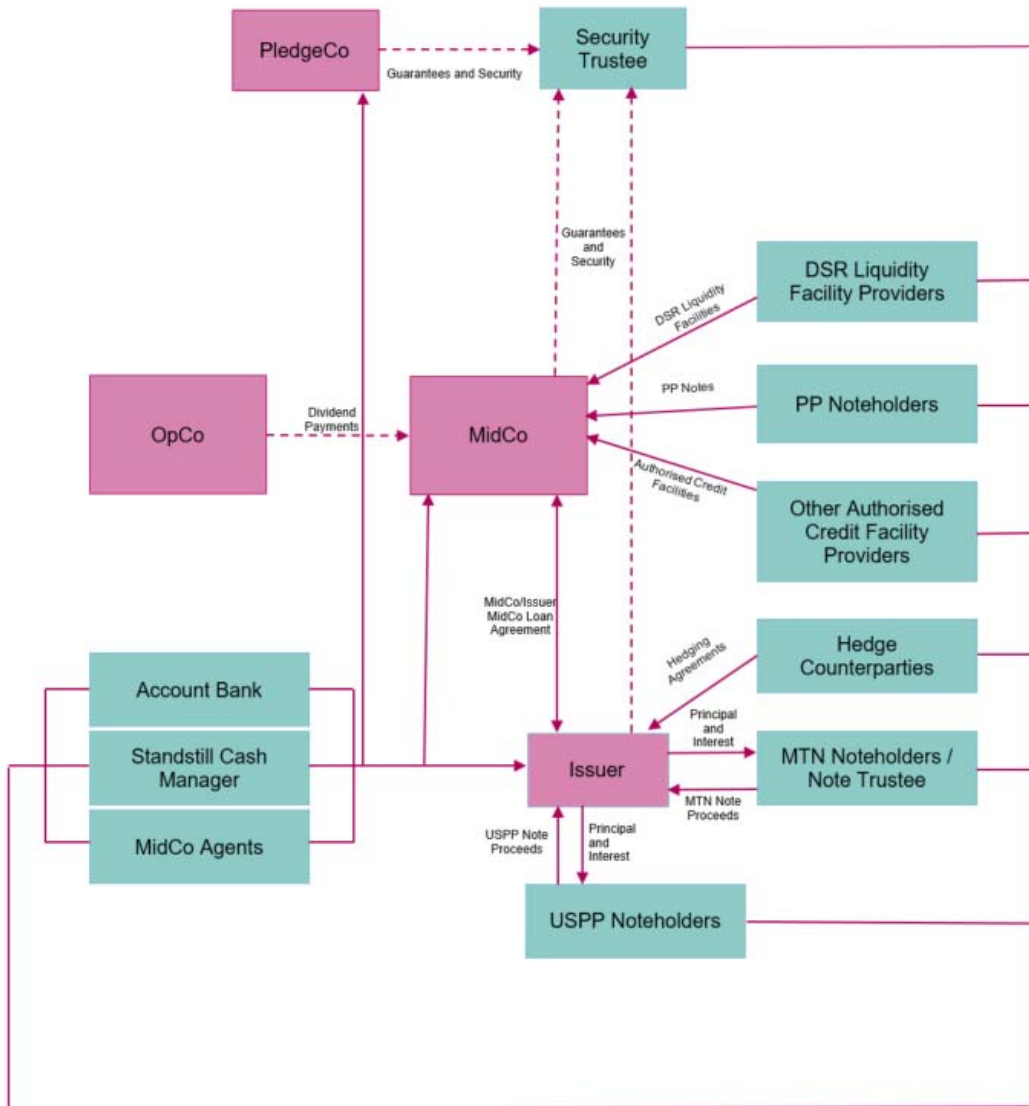 PledgeCo
Guarantees and Security
Security
Trustee
Guarantees
and
Security
DSR Liquidity
Facilities
DSR Liquidity
Facility Providers
OpCo
Dividend
Payments
MidCo
PP Notes
PP Noteholders
Authorised Credit
Facilities
Other Authorised
Credit Facility
Providers
MidCo/Issuer
MidCo Loan
Agreement
Hedging
Agreements
Hedge
Counterparties
Account Bank
Standstill Cash
Manager
MidCo Agents
Issuer
Principal
and
Interest
MTN Noteholders /
Note Trustee
MTN Note
Proceeds
USPP Note
Proceeds
Principal
and
Interest
USPP Noteholders